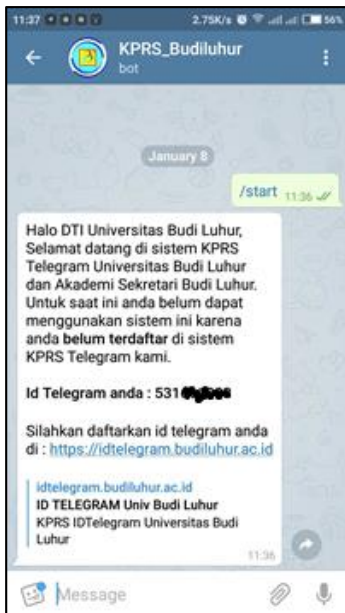 11:37
2.75K/s
56%
KPRS_Budiluhur
bot
January 8
/start
11:36
Halo DTI Universitas Budi Luhur,
Selamat datang di sistem KPRS
Telegram Universitas Budi Luhur
dan Akademi Sekretari Budi Luhur.
Untuk saat ini anda belum dapat
menggunakan sistem ini karena
anda belum terdaftar di sistem
KPRS Telegram kami.
Id Telegram anda : 531
Silahkan daftarkan id telegram anda
di : https://idtelegram.budiluhur.ac.id
idtelegram.budiluhur.ac.id
ID TELEGRAM Univ Budi Luhur
KPRS IDTelegram Universitas Budi
Luhur
11:36
Message